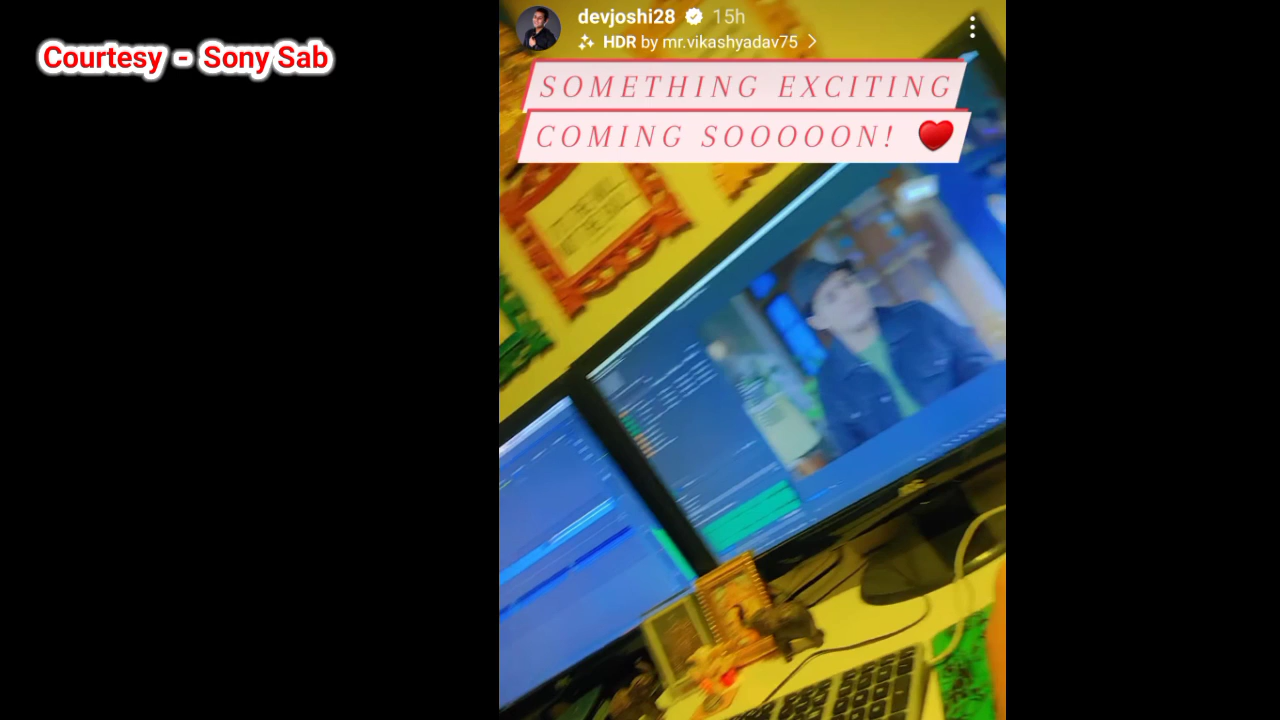 Courtesy - Sony Sab
devjoshi28 15h
HDR by mr.vikashyadav75
SOMETHING EXCITING
COMING SOOOOON! ❤️